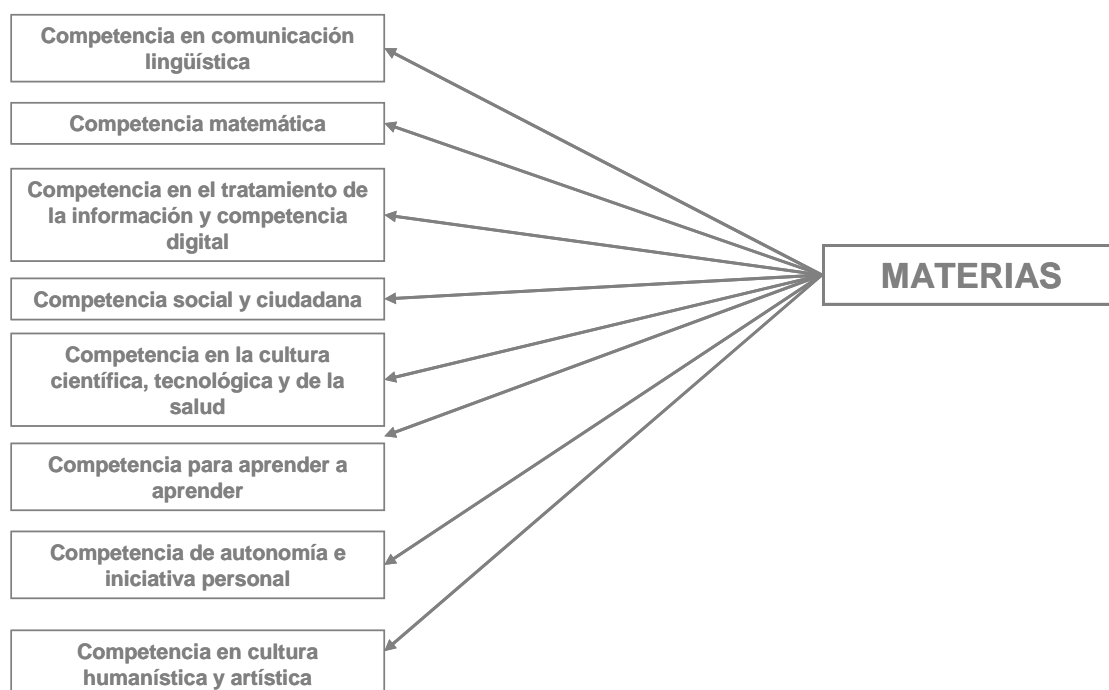 Competencia en comunicación
lingüística
Competencia matemática
Competencia en el tratamiento de
la información y competencia
digital
MATERIAS
Competencia social y ciudadana
Competencia en la cultura
científica, tecnológica y de la
salud
Competencia para aprender a
aprender
Competencia de autonomía e
iniciativa personal
Competencia en cultura
humanística y artística